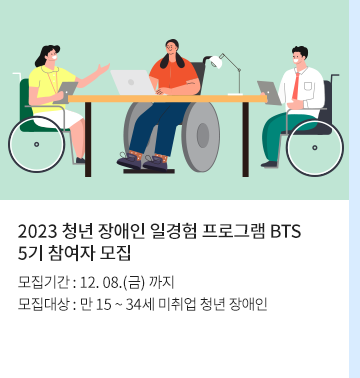 2023 청년 장애인 일경험 프로그램 BTS
5기 참여자 모집
모집기간 : 12. 08.(금) 까지
모집대상 : 만 15 ~ 34세 미취업 청년 장애인